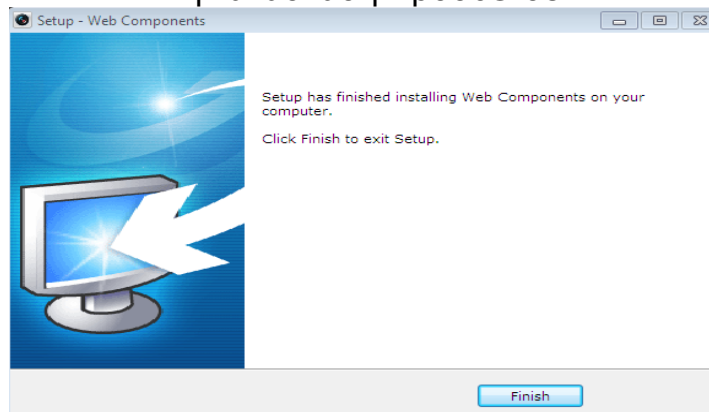 Setup - Web Components
Setup has finished installing Web Components on your
computer.
Click Finish to exit Setup.
Finish